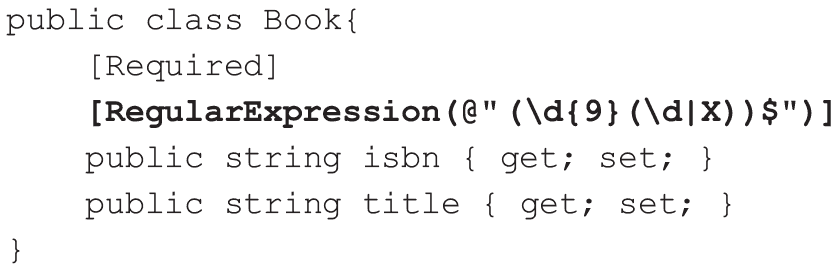 public class Book{
[Required]
[RegularExpression(@"(\d{9}(\d|X))$")]
public string isbn { get; set; }
public string title { get; set; }
}